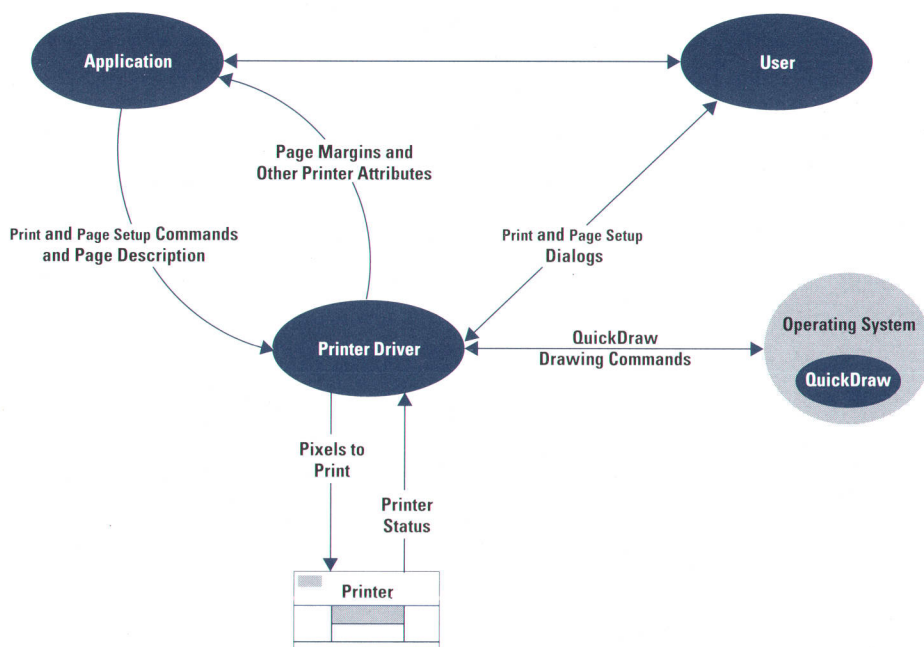 Application
User
Page Margins and
Other Printer Attributes
Print and Page Setup Commands
and Page Description
Print and Page Setup
Dialogs
Operating System
Printer Driver
QuickDraw
Drawing Commands
QuickDraw
Pixels to
Print
Printer
Status
Printer